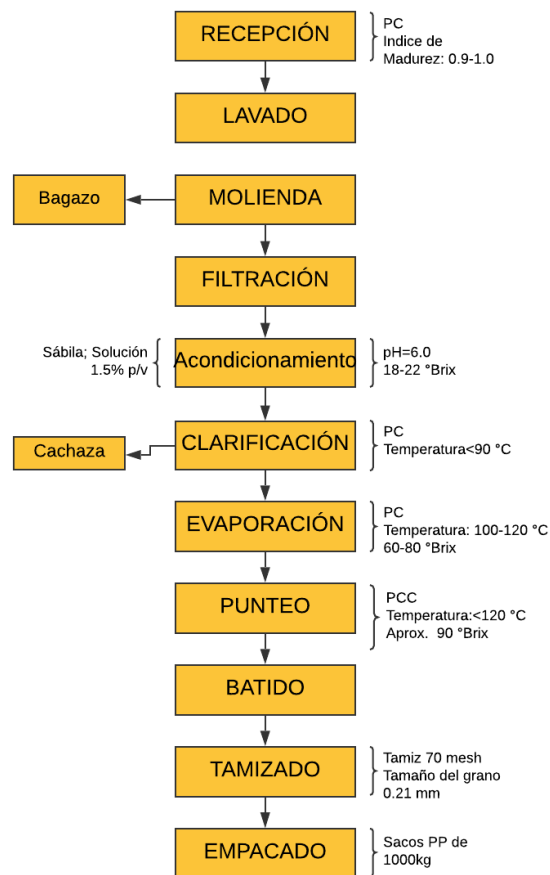 RECEPCIÓN
PC
Indice de
Madurez: 0.9-1.0
LAVADO
Bagazo
MOLIENDA
FILTRACIÓN
Sábila; Solución
1.5% p/v
Acondicionamiento
pH=6.0
18-22 °Brix
Cachaza
CLARIFICACIÓN
PC
Temperatura<90 °C
EVAPORACIÓN
PC
Temperatura: 100-120 °C
60-80 °Brix
PUNTEO
PCC
Temperatura:<120 °C
Aprox. 90 °Brix
BATIDO
TAMIZADO
Tamiz 70 mesh
Tamaño del grano
0.21 mm
EMPACADO
Sacos PP de
1000kg